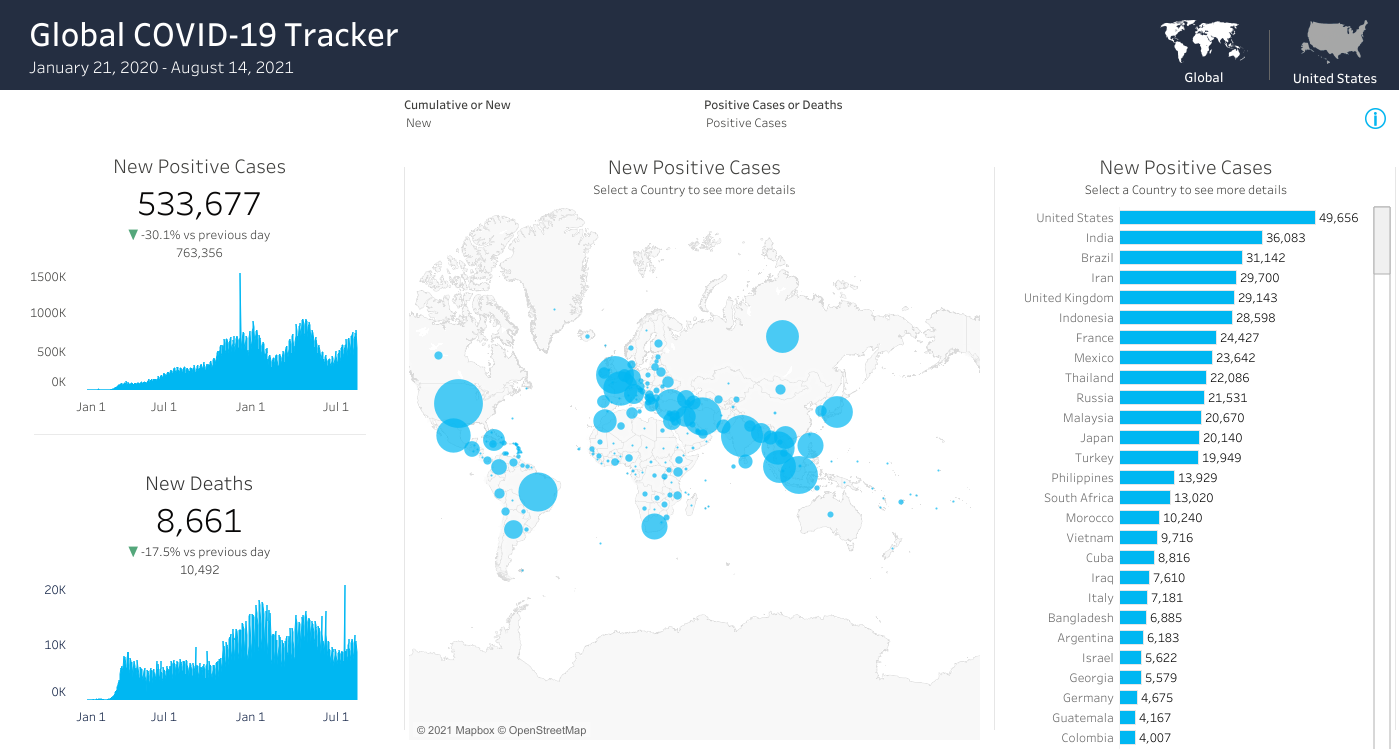 Global COVID-19 Tracker
January 21, 2020 - August 14, 2021
Global
United States
Cumulative or New
New
Positive Cases or Deaths
Positive Cases
New Positive Cases
533,677
▼ -30.1% vs previous day
763,356
1500K
1000K
500K
0K
Jan 1 Jul 1 Jan 1 Jul 1
New Deaths
8,661
▼ -17.5% vs previous day
10,492
20K
10K
0K
Jan 1 Jul 1 Jan 1 Jul 1
New Positive Cases
Select a Country to see more details
© 2021 Mapbox © OpenStreetMap
New Positive Cases
Select a Country to see more details
United States 49,656
India 36,083
Brazil 31,142
Iran 29,700
United Kingdom 29,143
Indonesia 28,598
France 24,427
Mexico 23,642
Thailand 22,086
Russia 21,531
Malaysia 20,670
Japan 20,140
Turkey 19,949
Philippines 13,929
South Africa 13,020
Morocco 10,240
Vietnam 9,716
Cuba 8,816
Iraq 7,610
Italy 7,181
Bangladesh 6,885
Argentina 6,183
Israel 5,622
Georgia 5,579
Germany 4,675
Guatemala 4,167
Colombia 4,007